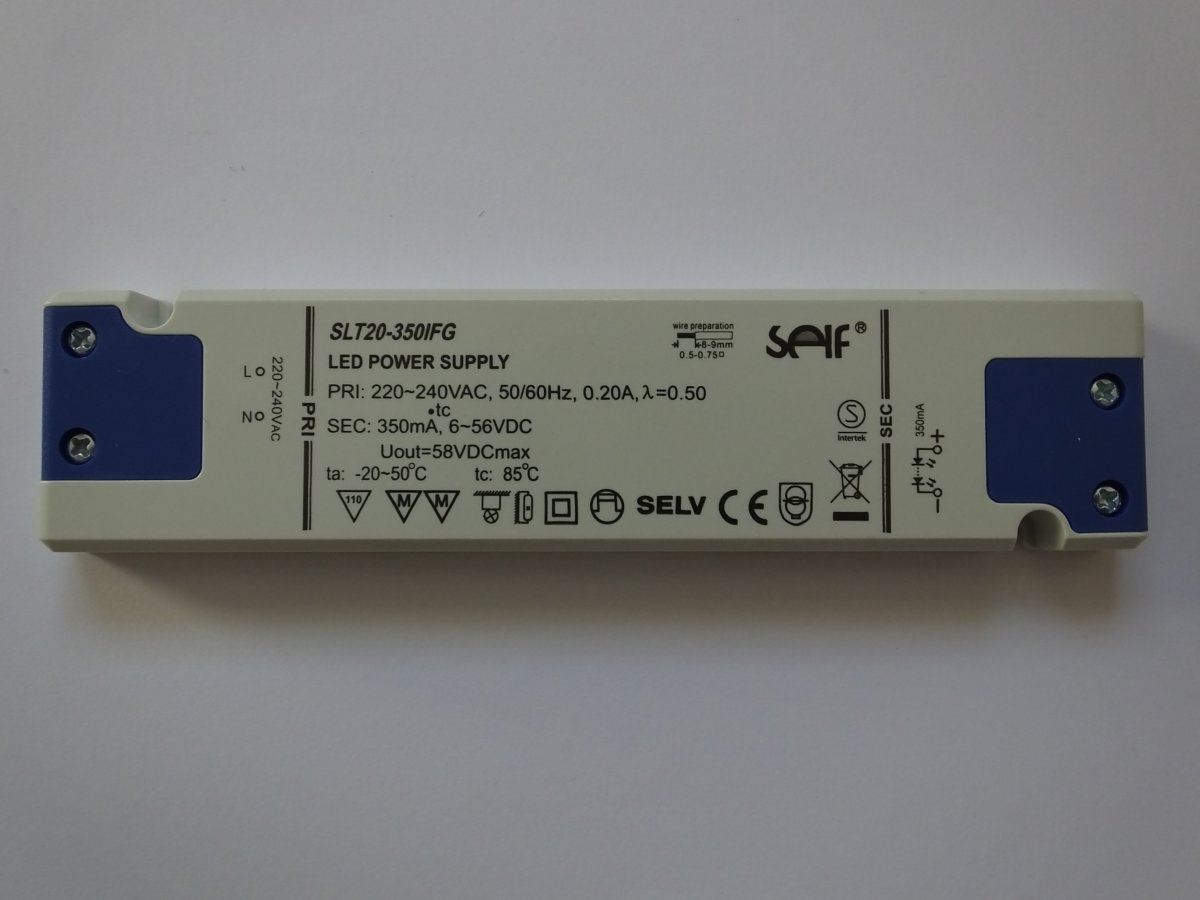 SLT20-350IFG
LED POWER SUPPLY
PRI: 220~240VAC, 50/60Hz, 0.20A, λ=0.50
•tc
SEC: 350mA, 6~56VDC
Uout=58VDCmax
ta: -20~50°C tc: 85°C
110 M M SELV CE
wire preparation
8-9mm
0.5-0.75□
SELF®
S
Intertek
L
N
220~240VAC
PRI
SEC
350mA
+
−